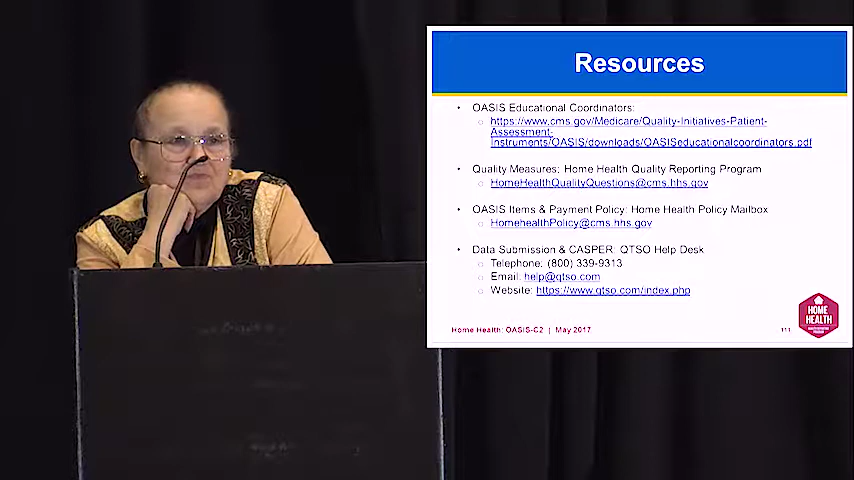 Resources
• OASIS Educational Coordinators:
o https://www.cms.gov/Medicare/Quality-Initiatives-Patient-
Assessment-
Instruments/OASIS/downloads/OASISeducationalcoordinators.pdf
• Quality Measures: Home Health Quality Reporting Program
o HomeHealthQualityQuestions@cms.hhs.gov
• OASIS Items & Payment Policy: Home Health Policy Mailbox
o HomehealthPolicy@cms.hhs.gov
• Data Submission & CASPER: QTSO Help Desk
o Telephone: (800) 339-9313
o Email: help@qtso.com
o Website: https://www.qtso.com/index.php
Home Health: OASIS-C2 | May 2017
111
HOME
HEALTH